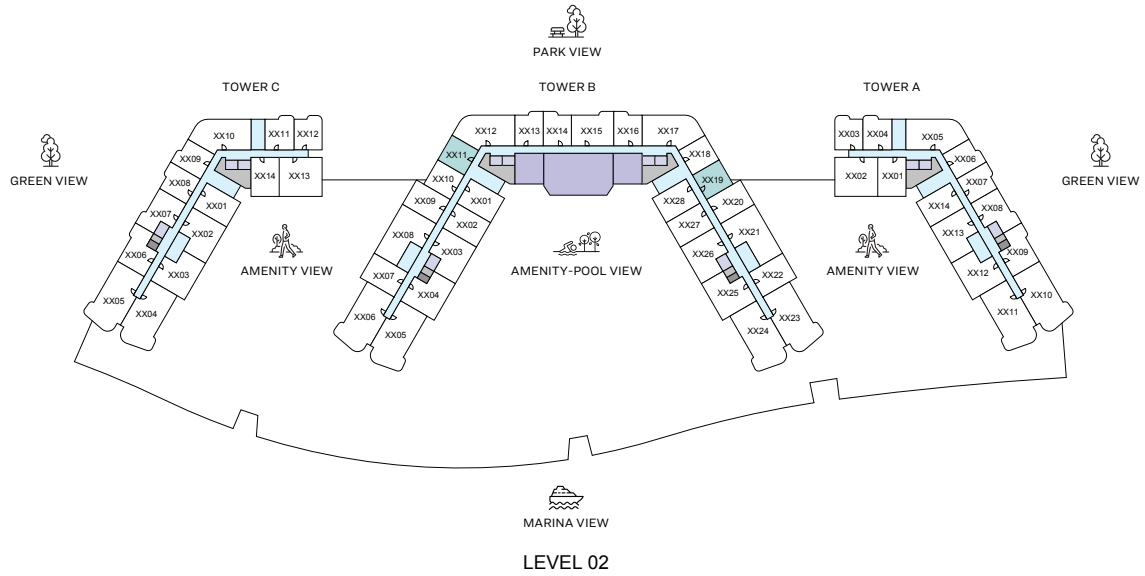 PARK VIEW
TOWER C
TOWER B
TOWER A
XX10
XX11
XX12
XX09
XX08
XX14
XX13
XX07
XX01
XX02
XX06
XX03
XX05
XX04
XX12
XX13
XX14
XX15
XX16
XX17
XX11
XX18
XX10
XX19
XX09
XX01
XX28
XX20
XX02
XX27
XX08
XX03
XX26
XX21
XX07
XX04
XX25
XX22
XX06
XX05
XX24
XX23
XX03
XX04
XX05
XX06
XX02
XX01
XX07
XX14
XX08
XX13
XX09
XX12
XX10
XX11
GREEN VIEW
GREEN VIEW
AMENITY VIEW
AMENITY-POOL VIEW
AMENITY VIEW
MARINA VIEW
LEVEL 02